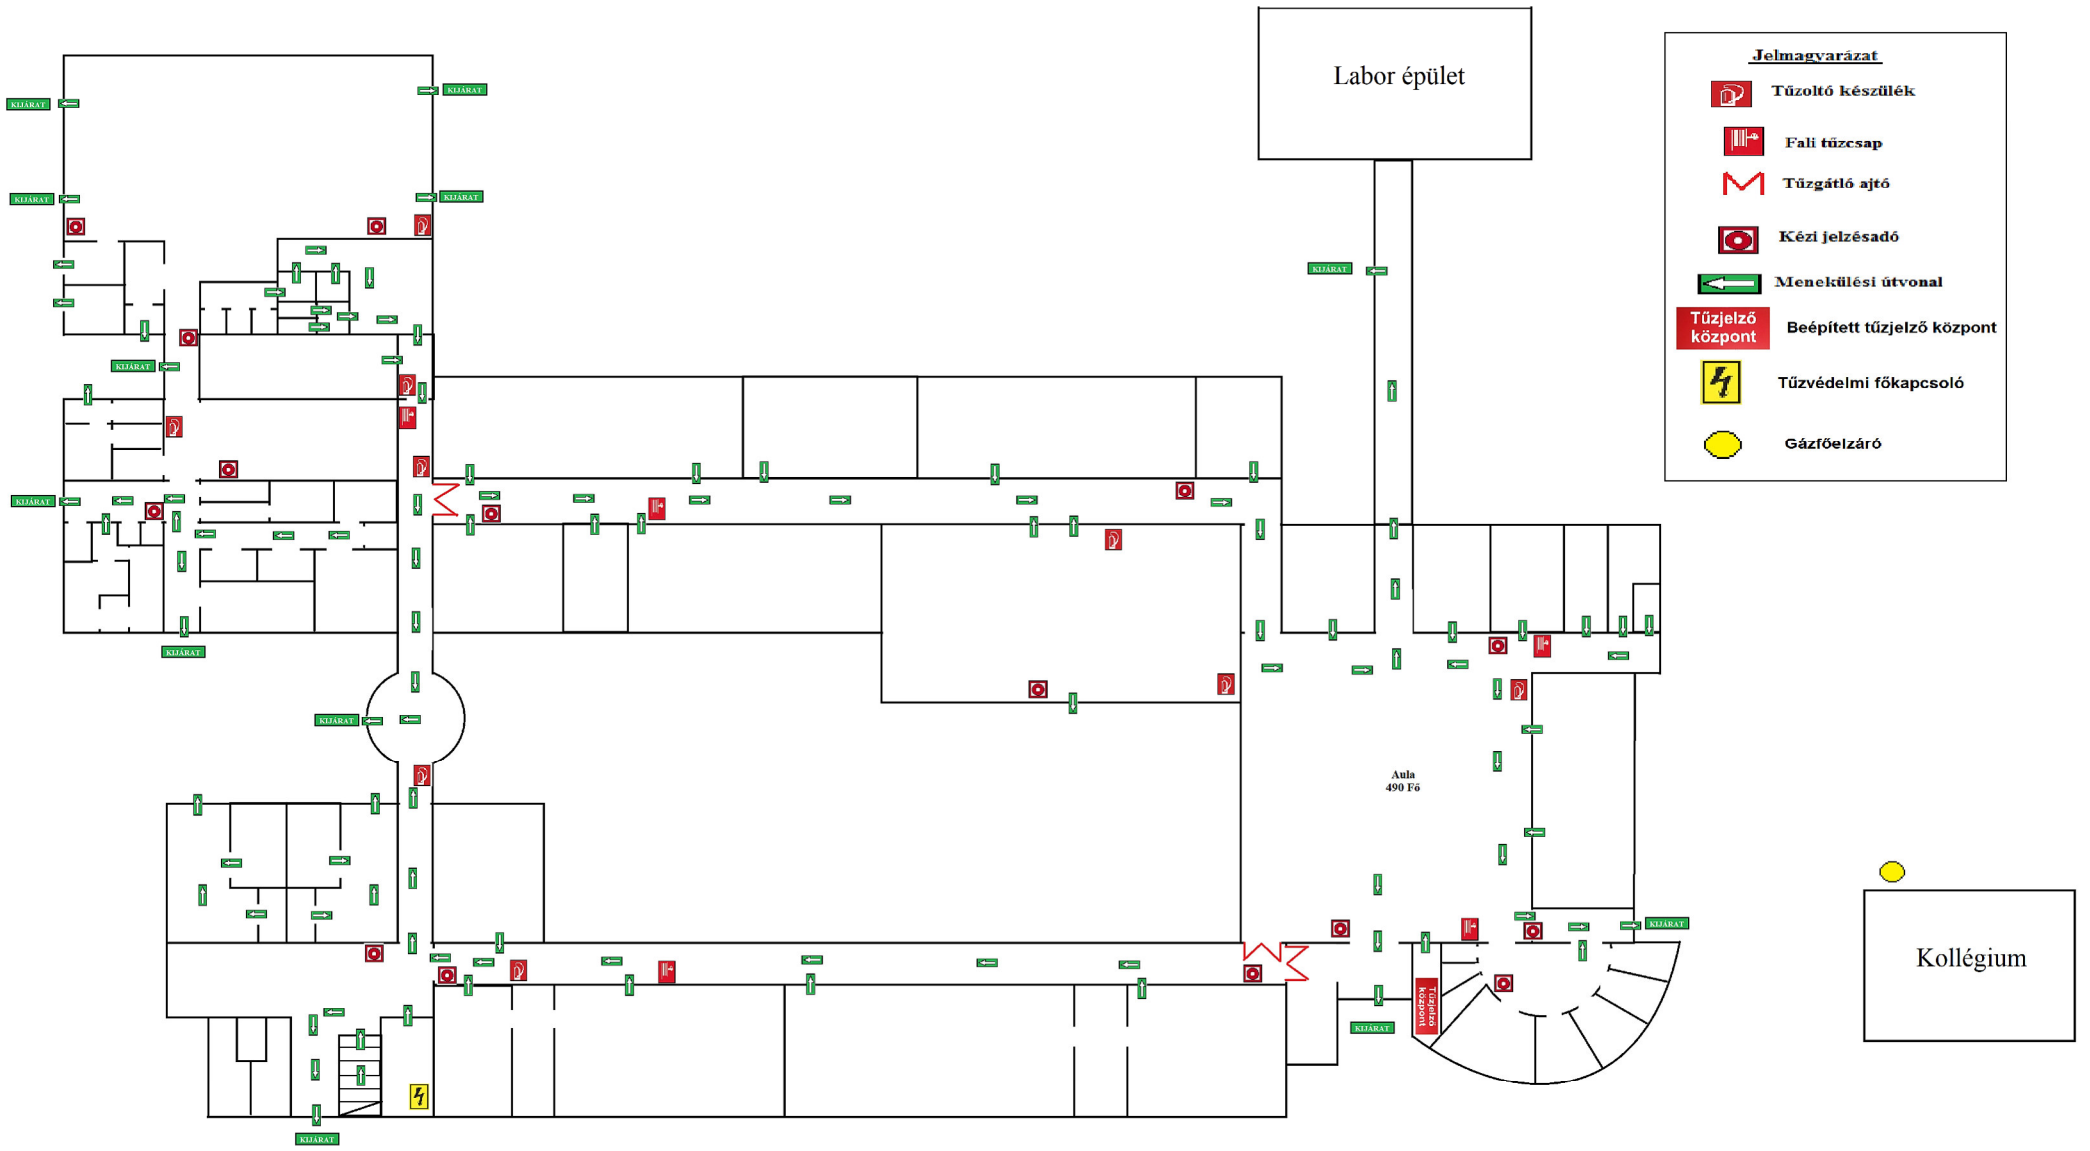 Labor épület
Jelmagyarázat
Tűzoltó készülék
Fali tűzcsap
Tűzgátló ajtó
Kézi jelzésadó
Menekülési útvonal
Tűzjelző
központ
Beépített tűzjelző központ
Tűzvédelmi főkapcsoló
Gázfőelzáró
KIJÁRAT
KIJÁRAT
KIJÁRAT
KIJÁRAT
KIJÁRAT
KIJÁRAT
KIJÁRAT
KIJÁRAT
KIJÁRAT
Aula
490 Fő
KIJÁRAT
Kollégium
Tűzjelző
központ
KIJÁRAT
KIJÁRAT